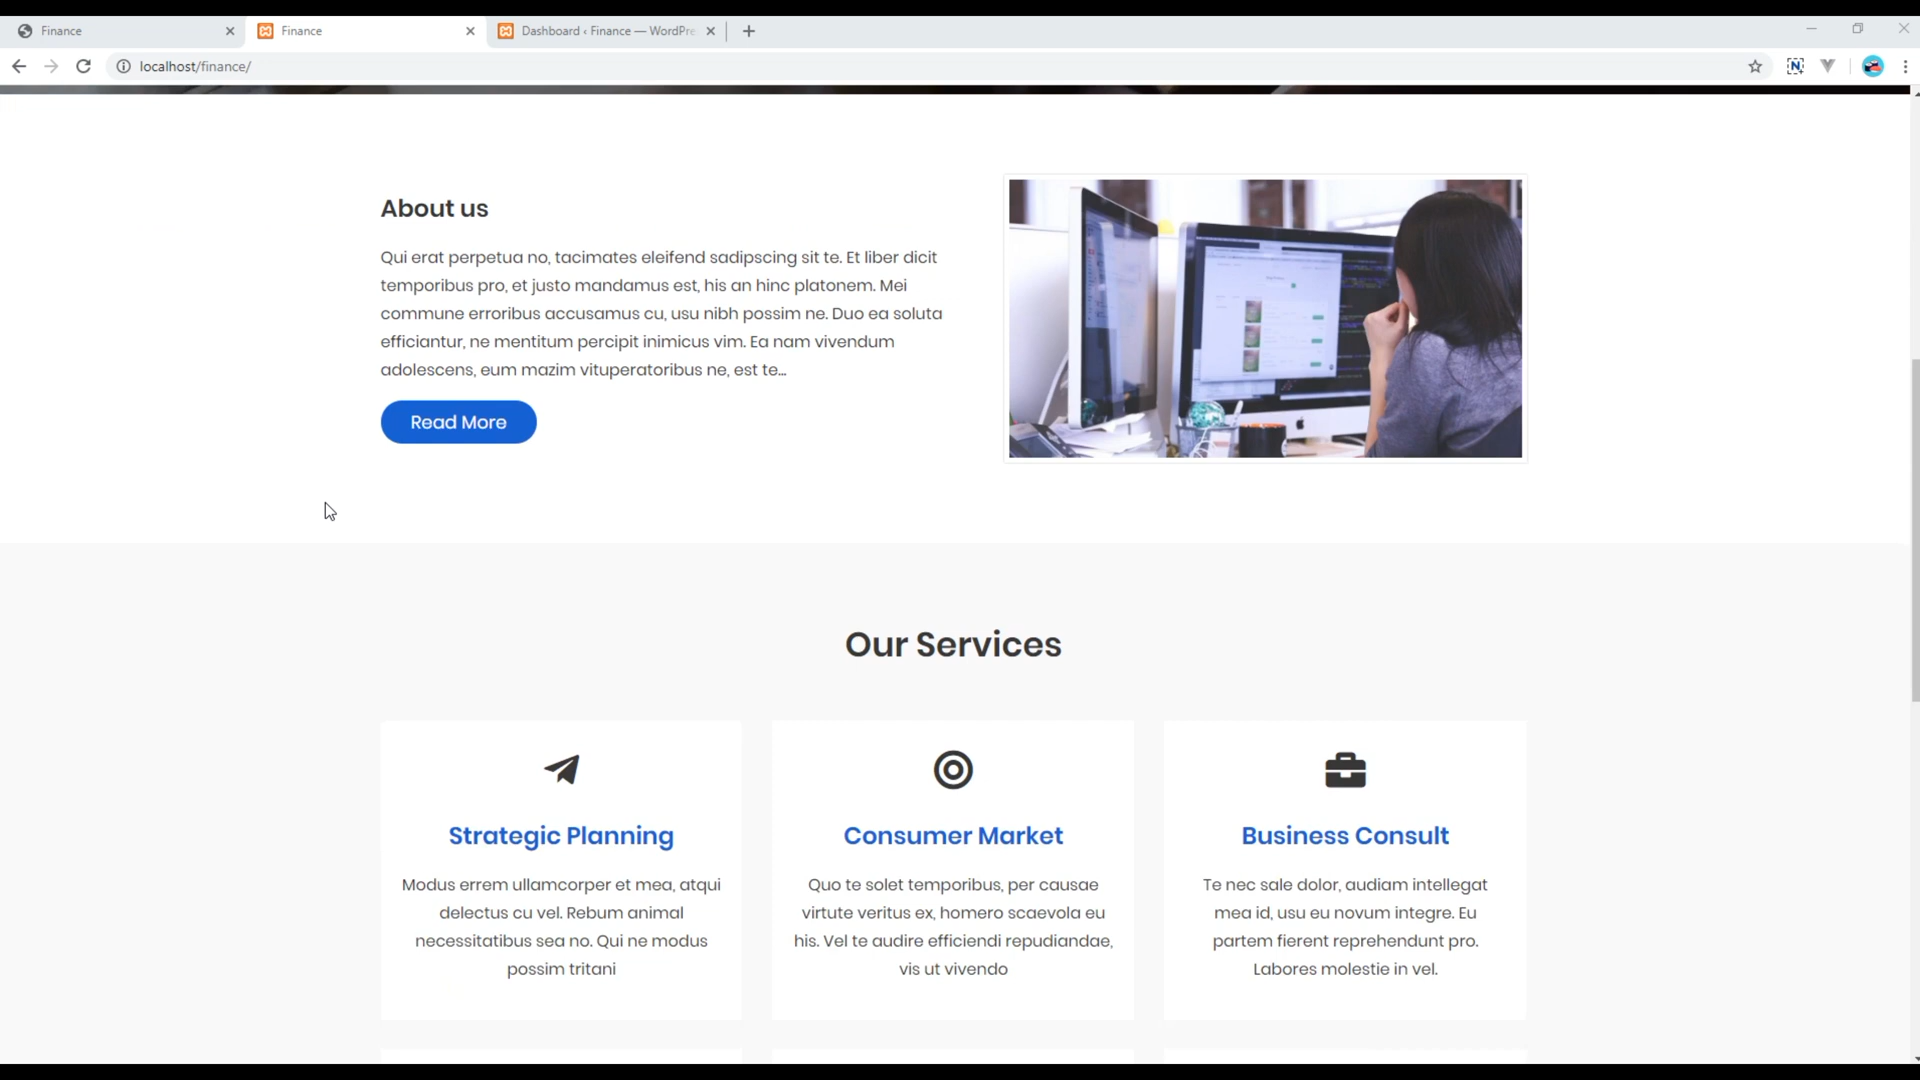 Finance
Finance
Dashboard ‹ Finance — WordPre
localhost/finance/
About us
Qui erat perpetua no, tacimates eleifend sadipscing sit te. Et liber dicit
temporibus pro, et justo mandamus est, his an hinc platonem. Mei
commune erroribus accusamus cu, usu nibh possim ne. Duo ea soluta
efficiantur, ne mentitum percipit inimicus vim. Ea nam vivendum
adolescens, eum mazim vituperatoribus ne, est te...
Read More
Our Services
Strategic Planning
Modus errem ullamcorper et mea, atqui
delectus cu vel. Rebum animal
necessitatibus sea no. Qui ne modus
possim tritani
Consumer Market
Quo te solet temporibus, per causae
virtute veritus ex, homero scaevola eu
his. Vel te audire efficiendi repudiandae,
vis ut vivendo
Business Consult
Te nec sale dolor, audiam intellegat
mea id, usu eu novum integre. Eu
partem fierent reprehendunt pro.
Labores molestie in vel.